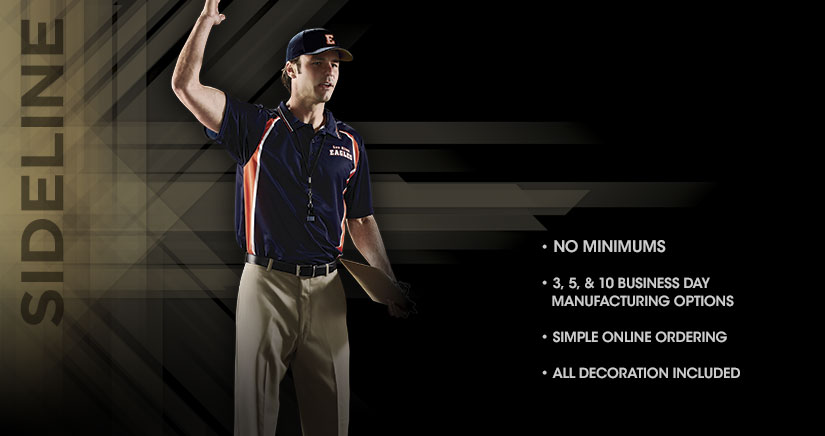 SIDELINE
E
EAGLES
• NO MINIMUMS
• 3, 5, & 10 BUSINESS DAY
MANUFACTURING OPTIONS
• SIMPLE ONLINE ORDERING
• ALL DECORATION INCLUDED